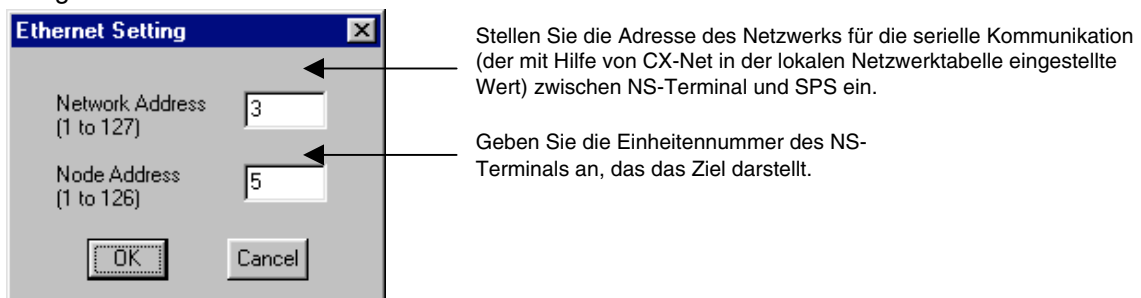 Ethernet Setting
Stellen Sie die Adresse des Netzwerks für die serielle Kommunikation
(der mit Hilfe von CX-Net in der lokalen Netzwerktabelle eingestellte
Wert) zwischen NS-Terminal und SPS ein.
Network Address
(1 to 127)
3
Geben Sie die Einheitennummer des NS-
Terminals an, das das Ziel darstellt.
Node Address
(1 to 126)
5
OK
Cancel